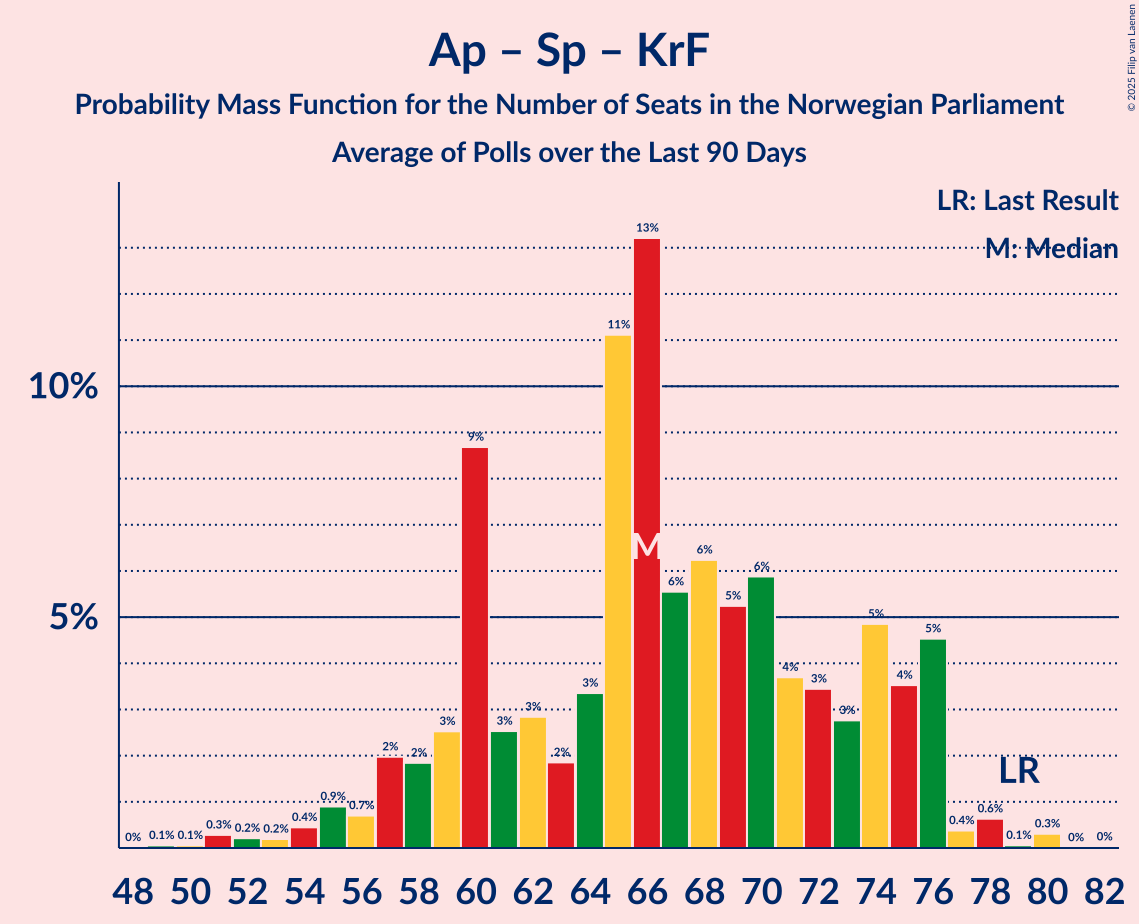 Ap – Sp – KrF
Probability Mass Function for the Number of Seats in the Norwegian Parliament
Average of Polls over the Last 90 Days
© 2025 Filip van Laenen
LR: Last Result
M: Median
10%
5%
0% 0.1% 0.1% 0.3% 0.2% 0.2% 0.4% 0.9% 0.7% 2% 2% 3% 9% 3% 3% 2% 3% 11% 13% 6% 6% 5% 6% 4% 3% 3% 5% 4% 5% 0.4% 0.6% 0.1% 0.3% 0% 0%
M
LR
48 50 52 54 56 58 60 62 64 66 68 70 72 74 76 78 80 82